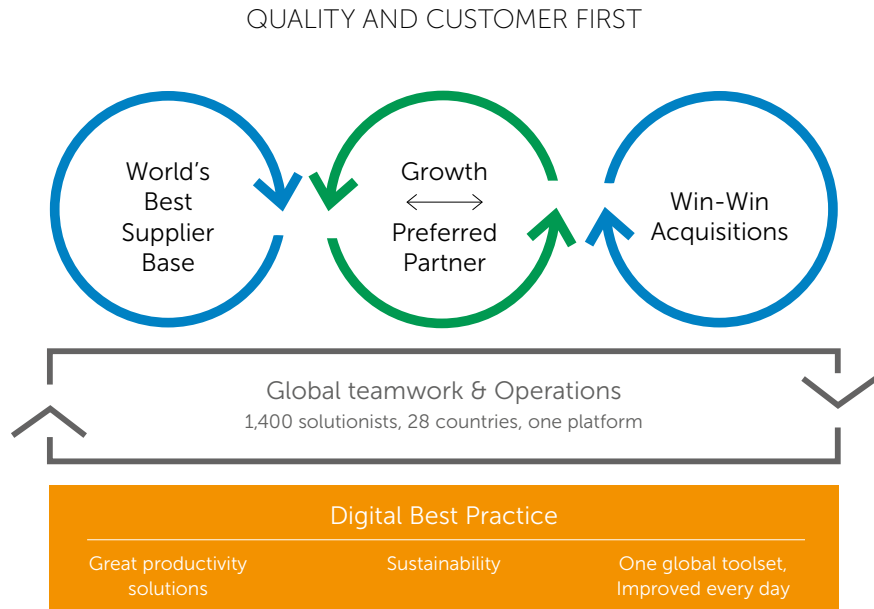 QUALITY AND CUSTOMER FIRST
World's
Best
Supplier
Base
Growth
Preferred
Partner
Win-Win
Acquisitions
Global teamwork & Operations
1,400 solutionists, 28 countries, one platform
Digital Best Practice
Great productivity
solutions
Sustainability
One global toolset,
Improved every day